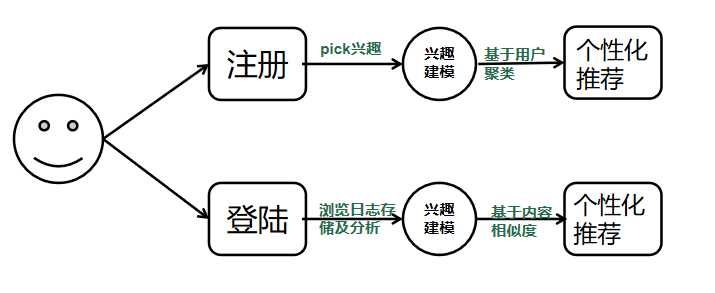 注册
pick兴趣
兴趣
建模
基于用户
聚类
个性化
推荐
登陆
浏览日志存
储及分析
兴趣
建模
基于内容
相似度
个性化
推荐